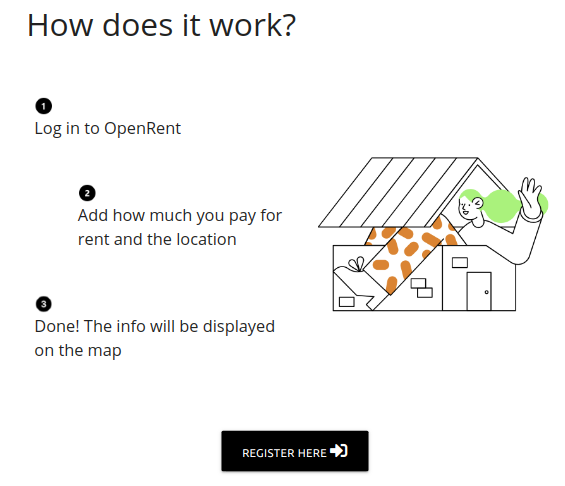 How does it work?
1
Log in to OpenRent
2
Add how much you pay for
rent and the location
3
Done! The info will be displayed
on the map
REGISTER HERE